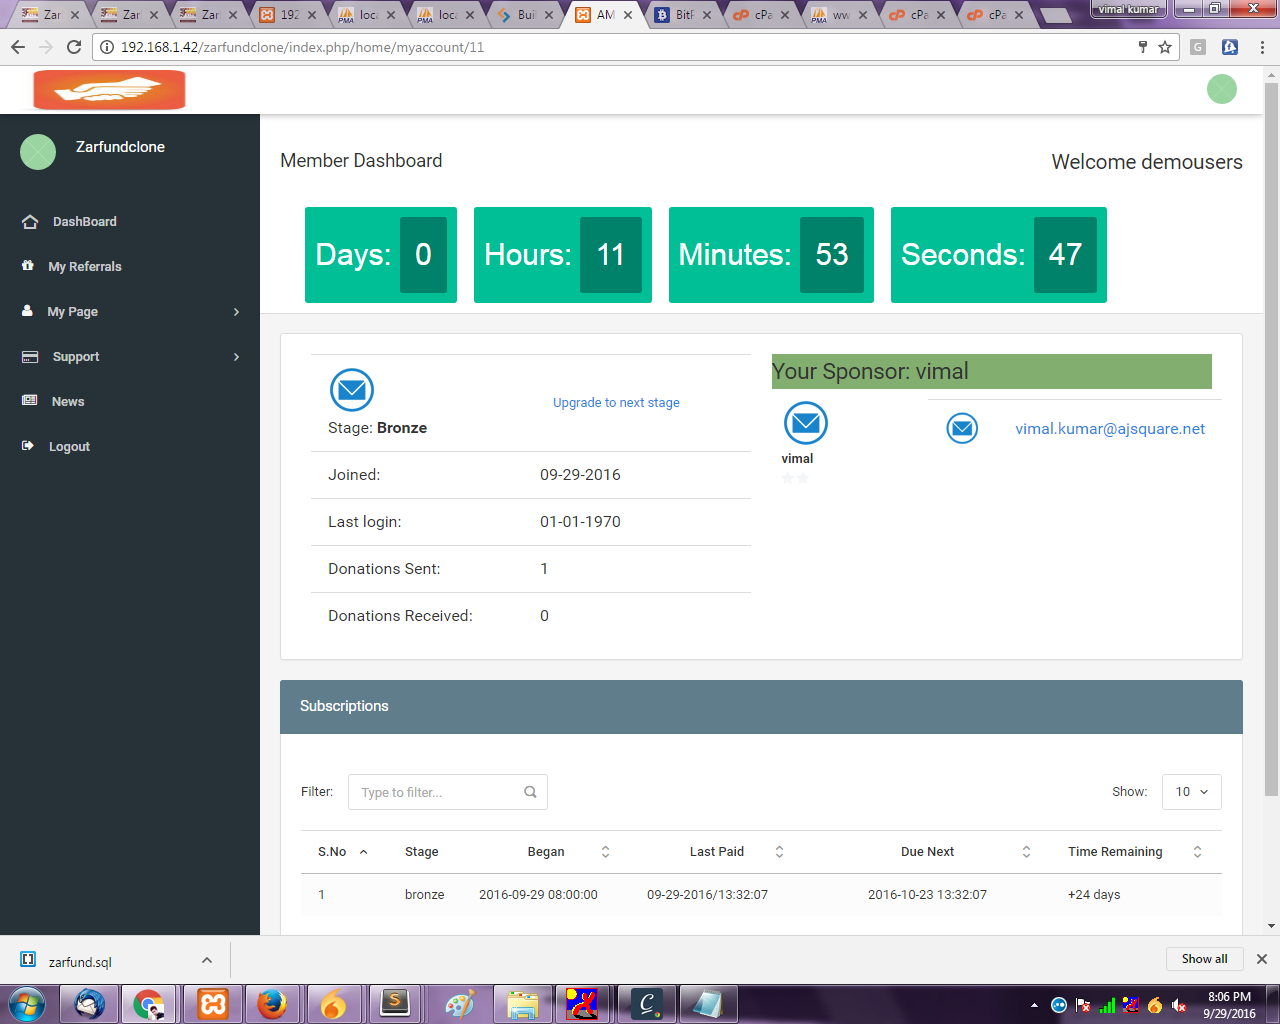 Zar
Zar
Zar
192
loca
loca
Buil
AM
BitF
cPa
ww
cPa
cPa
vimal kumar
192.168.1.42/zarfundclone/index.php/home/myaccount/11
Zarfundclone
DashBoard
My Referrals
My Page
Support
News
Logout
Member Dashboard
Welcome demousers
Days: 0
Hours: 11
Minutes: 53
Seconds: 47
Upgrade to next stage
Stage: Bronze
Joined: 09-29-2016
Last login: 01-01-1970
Donations Sent: 1
Donations Received: 0
Your Sponsor: vimal
vimal
vimal.kumar@ajsquare.net
Subscriptions
Filter: Type to filter... Show: 10
S.No Stage Began Last Paid Due Next Time Remaining
1 bronze 2016-09-29 08:00:00 09-29-2016/13:32:07 2016-10-23 13:32:07 +24 days
zarfund.sql
Show all
8:06 PM
9/29/2016